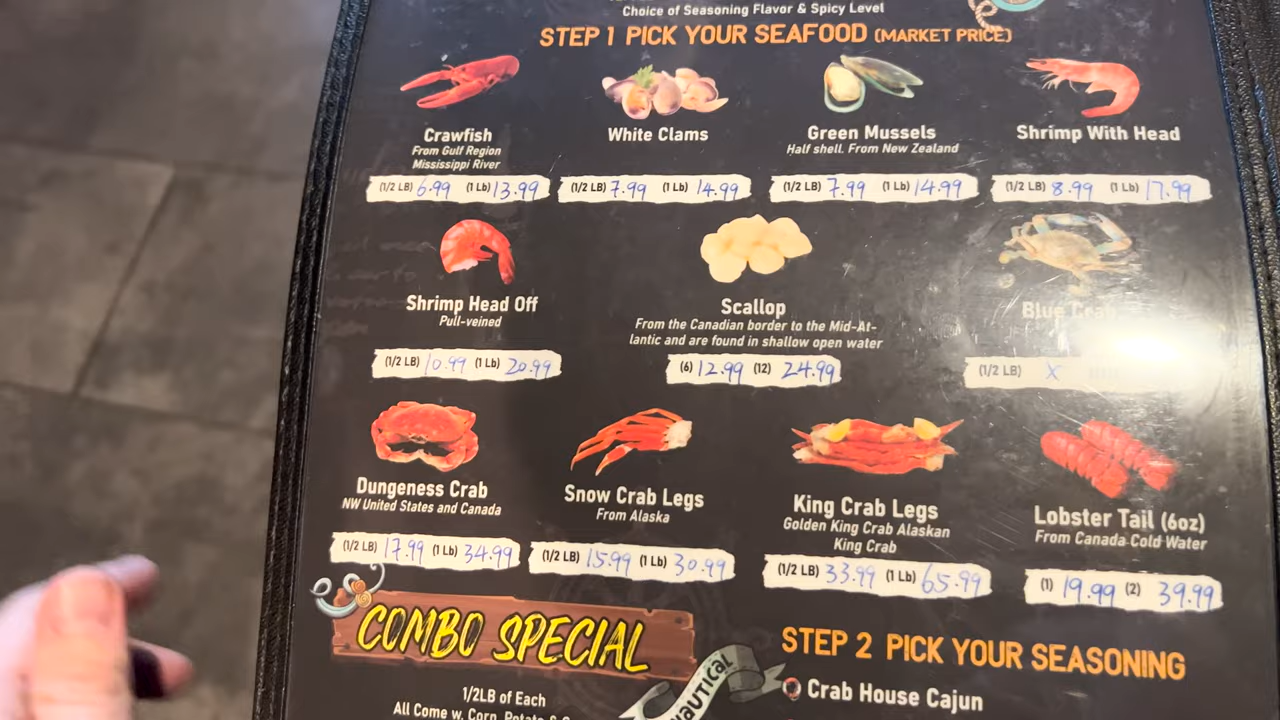 Choice of Seasoning Flavor & Spicy Level
STEP 1 PICK YOUR SEAFOOD (MARKET PRICE)
Crawfish
From Gulf Region
Mississippi River
(1/2 LB) 6.99 (1 Lb) 13.99
White Clams
(1/2 LB) 7.99 (1 Lb) 14.99
Green Mussels
Half shell. From New Zealand
(1/2 LB) 7.99 (1 Lb) 14.99
Shrimp With Head
(1/2 LB) 8.99 (1 Lb) 17.99
Shrimp Head Off
Pull-veined
(1/2 LB) 10.99 (1 Lb) 20.99
Scallop
From the Canadian border to the Mid-At-
lantic and are found in shallow open water
(6) 12.99 (12) 24.99
Blue Crab
(1/2 LB) X
Dungeness Crab
NW United States and Canada
(1/2 LB) 17.99 (1 Lb) 34.99
Snow Crab Legs
From Alaska
(1/2 LB) 15.99 (1 Lb) 30.99
King Crab Legs
Golden King Crab Alaskan
King Crab
(1/2 LB) 33.99 (1 Lb) 65.99
Lobster Tail (6oz)
From Canada Cold Water
(1) 19.99 (2) 39.99
COMBO SPECIAL
1/2LB of Each
All Come w. Corn, Potato &
NAUTICAL
STEP 2 PICK YOUR SEASONING
Crab House Cajun